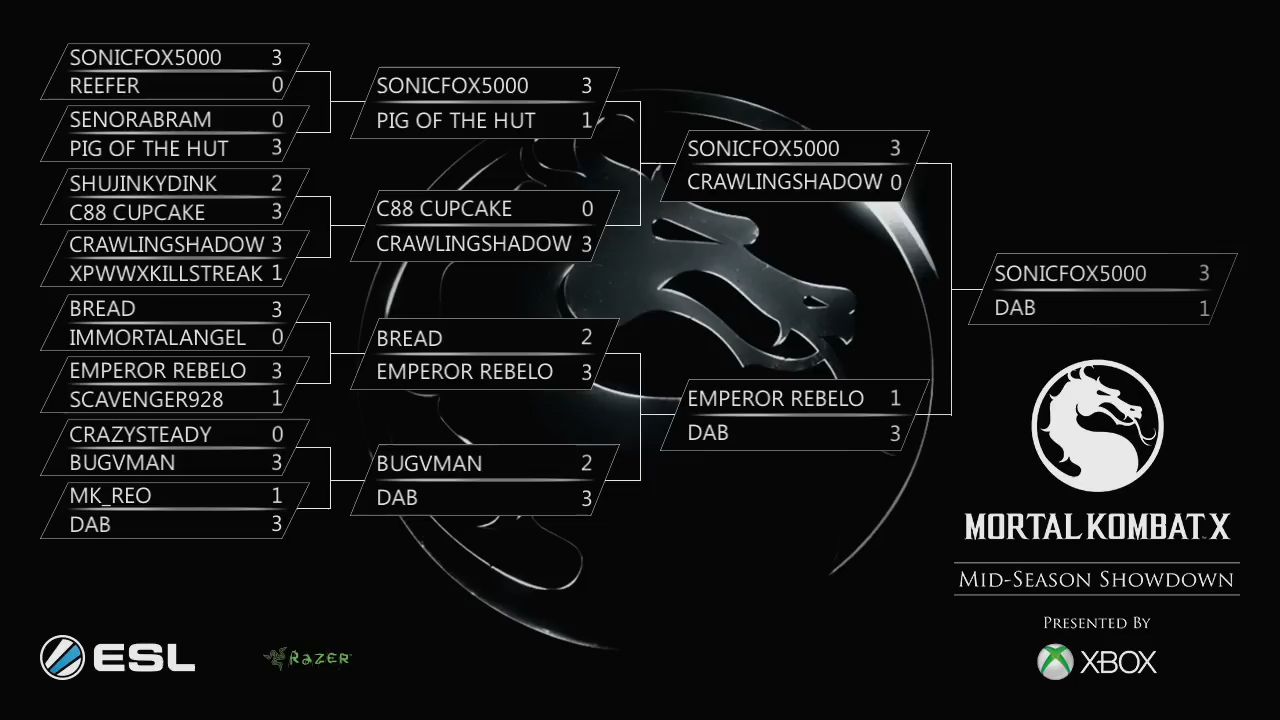 SONICFOX5000 3
REEFER 0
SENORABRAM 0
PIG OF THE HUT 3
SHUJINKYDINK 2
C88 CUPCAKE 3
CRAWLINGSHADOW 3
XPWWXKILLSTREAK 1
BREAD 3
IMMORTALANGEL 0
EMPEROR REBELO 3
SCAVENGER928 1
CRAZYSTEADY 0
BUGVMAN 3
MK_REO 1
DAB 3
SONICFOX5000 3
PIG OF THE HUT 1
C88 CUPCAKE 0
CRAWLINGSHADOW 3
BREAD 2
EMPEROR REBELO 3
BUGVMAN 2
DAB 3
SONICFOX5000 3
CRAWLINGSHADOW 0
EMPEROR REBELO 1
DAB 3
SONICFOX5000 3
DAB 1
MORTAL KOMBAT X
MID-SEASON SHOWDOWN
PRESENTED BY
XBOX
ESL
RAZER